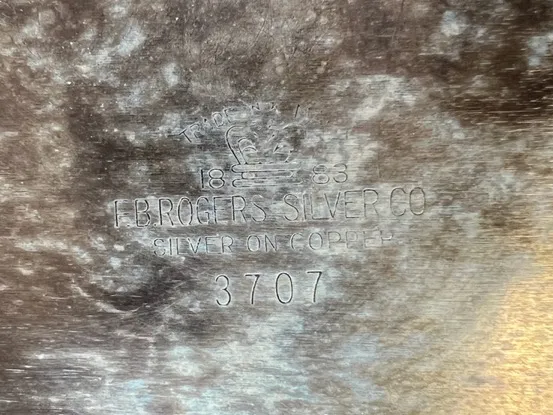 TRADE MARK
18 83
F.B.ROGERS SILVER CO
SILVER ON COPPER
3707